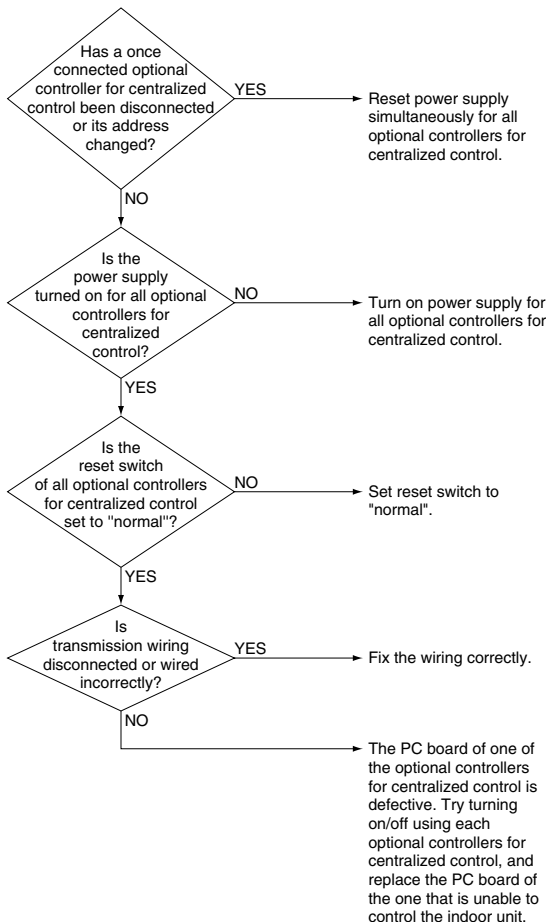 Has a once
connected optional
controller for centralized
control been disconnected
or its address
changed?
YES
Reset power supply
simultaneously for all
optional controllers for
centralized control.
NO
Is the
power supply
turned on for all optional
controllers for
centralized
control?
NO
Turn on power supply for
all optional controllers for
centralized control.
YES
Is the
reset switch
of all optional controllers
for centralized control
set to "normal"?
NO
Set reset switch to
"normal".
YES
Is
transmission wiring
disconnected or wired
incorrectly?
YES
Fix the wiring correctly.
NO
The PC board of one of
the optional controllers
for centralized control is
defective. Try turning
on/off using each
optional controllers for
centralized control, and
replace the PC board of
the one that is unable to
control the indoor unit.